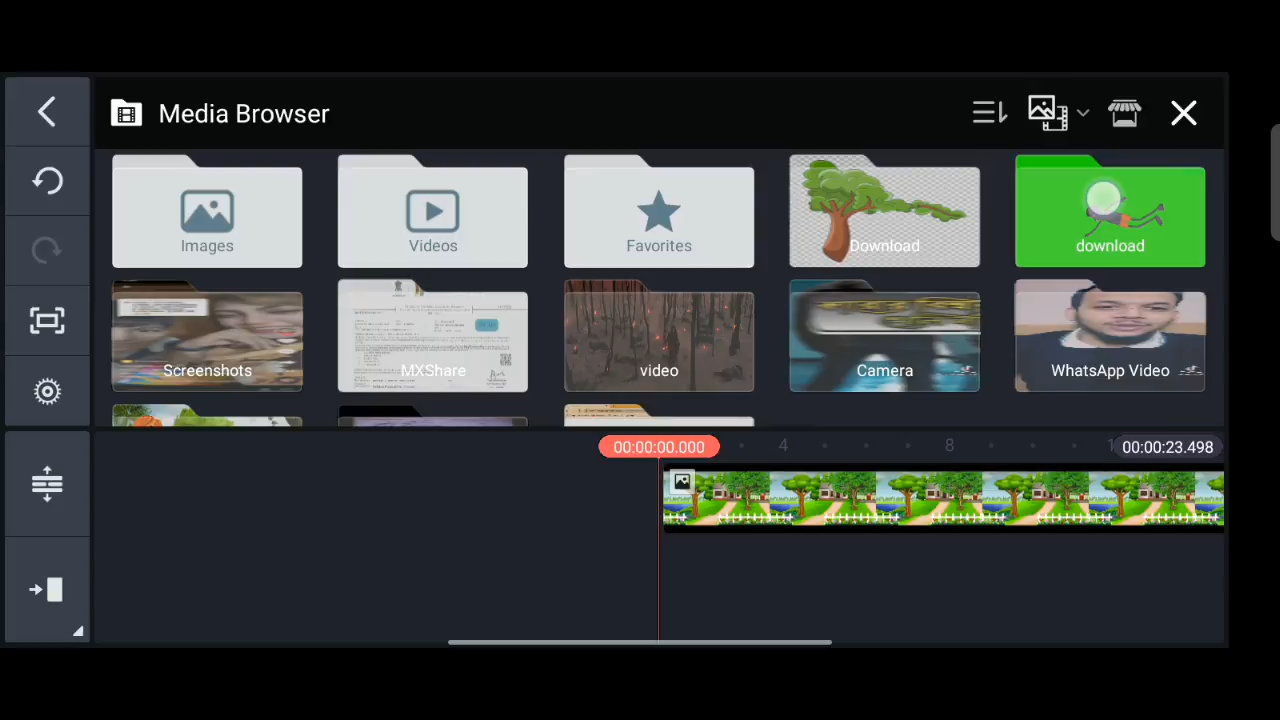 Media Browser
Images
Videos
Favorites
Download
download
Screenshots
MXShare
video
Camera
WhatsApp Video
00:00:00.000
4
8
1
00:00:23.498